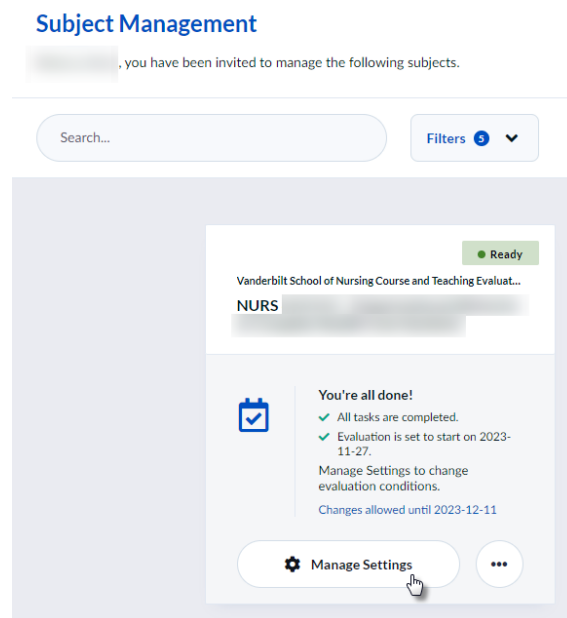 Subject Management
, you have been invited to manage the following subjects.
Search...
Filters 5
Ready
Vanderbilt School of Nursing Course and Teaching Evaluat...
NURS
You're all done!
All tasks are completed.
Evaluation is set to start on 2023-
11-27.
Manage Settings to change
evaluation conditions.
Changes allowed until 2023-12-11
Manage Settings